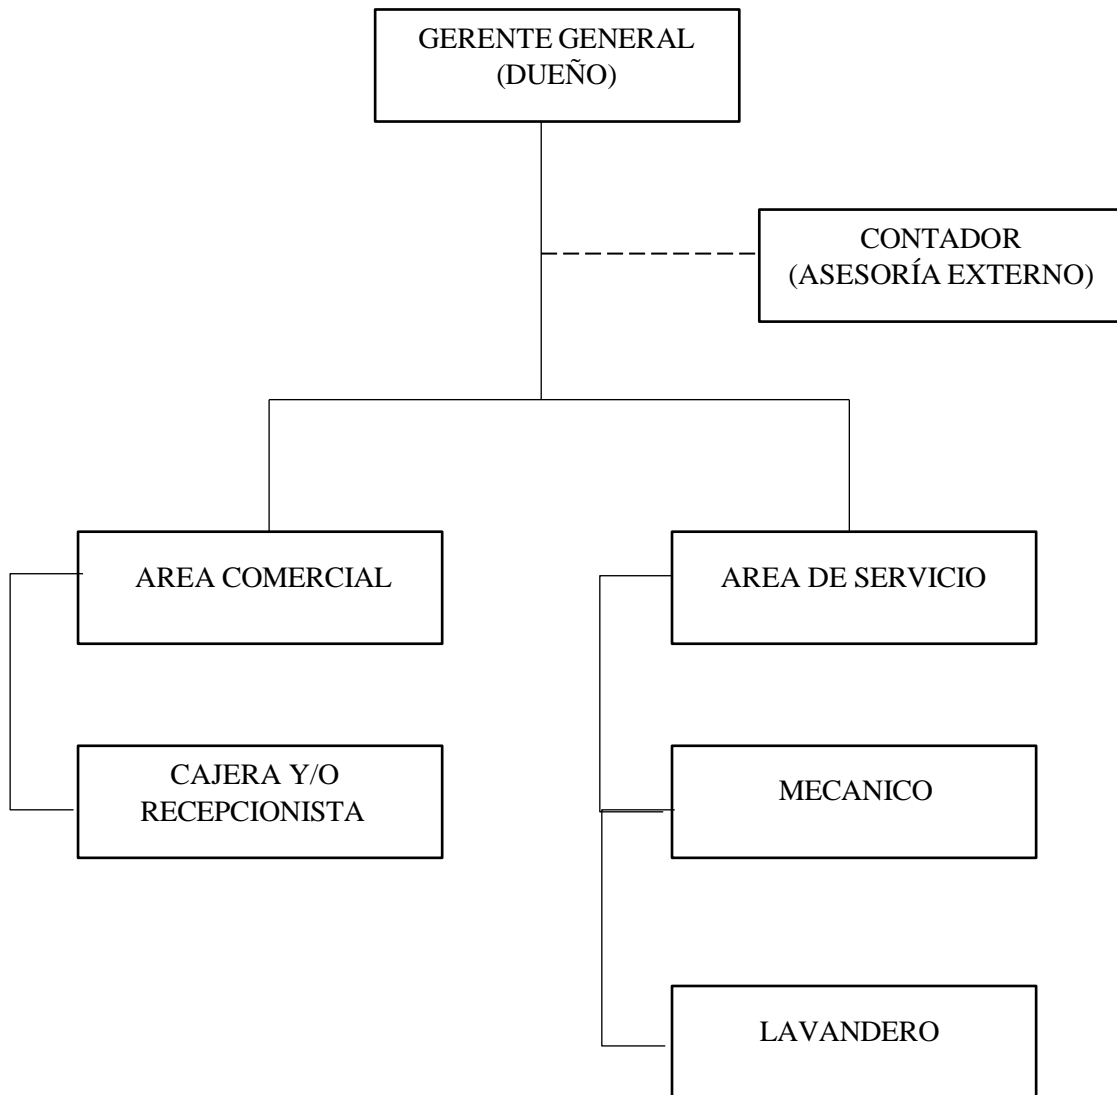 GERENTE GENERAL
(DUEÑO)
CONTADOR
(ASESORÍA EXTERNO)
AREA COMERCIAL
AREA DE SERVICIO
CAJERA Y/O
RECEPCIONISTA
MECANICO
LAVANDERO